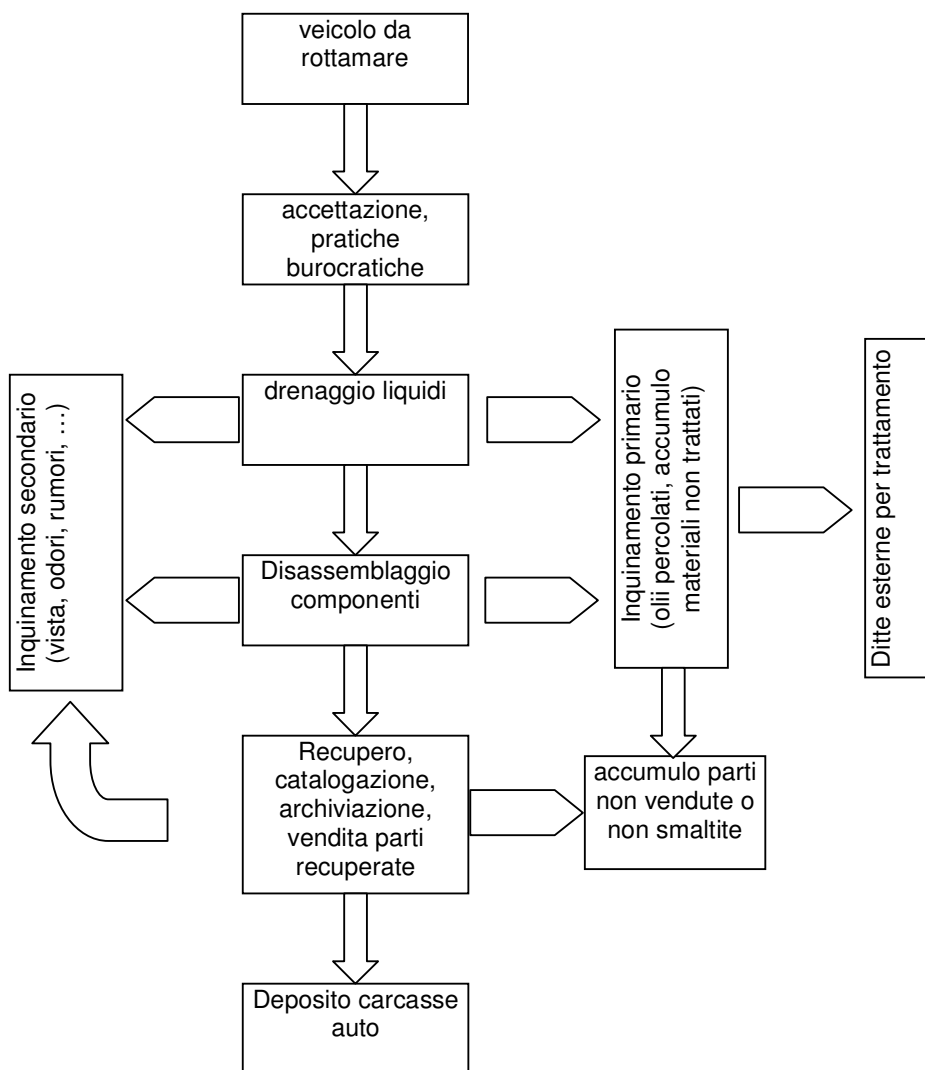 veicolo da
rottamare
accettazione,
pratiche
burocratiche
drenaggio liquidi
Inquinamento secondario
(vista, odori, rumori, …)
Inquinamento primario
(olii percolati, accumulo
materiali non trattati)
Ditte esterne per trattamento
Disassemblaggio
componenti
Recupero,
catalogazione,
archiviazione,
vendita parti
recuperate
accumulo parti
non vendute o
non smaltite
Deposito carcasse
auto